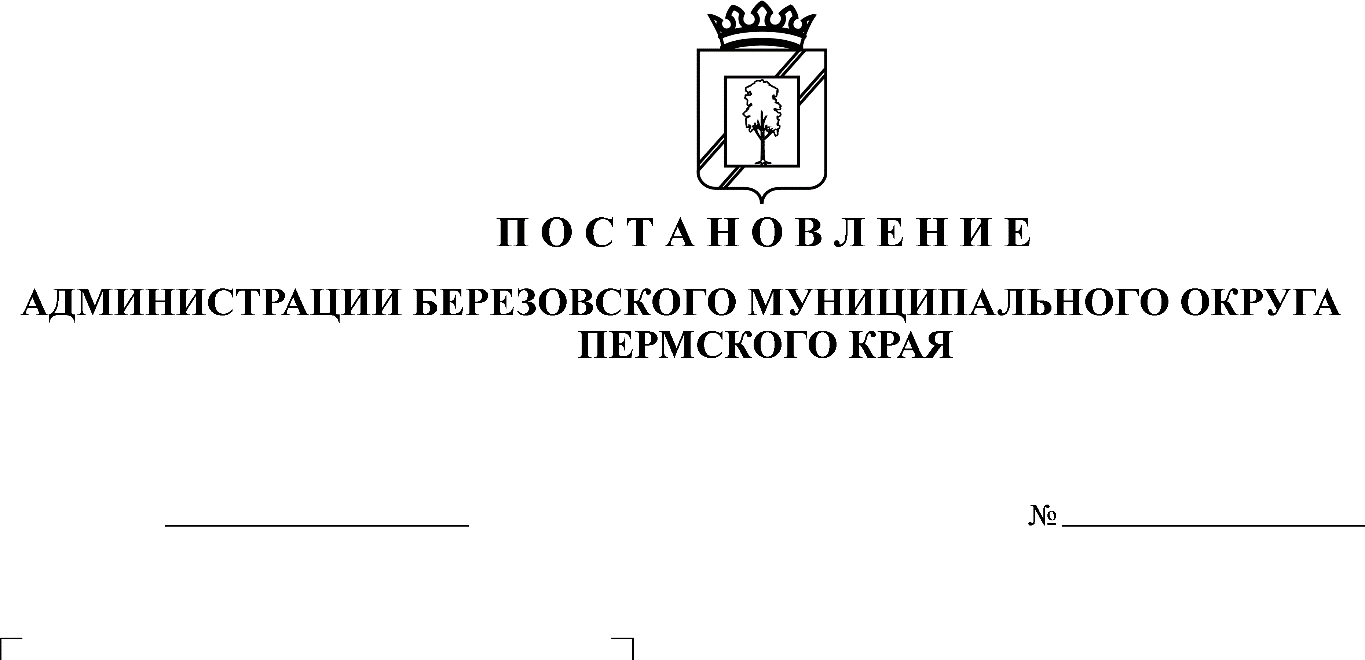 П О С Т А Н О В Л Е Н И Е
АДМИНИСТРАЦИИ БЕРЕЗОВСКОГО МУНИЦИПАЛЬНОГО ОКРУГА
ПЕРМСКОГО КРАЯ
№